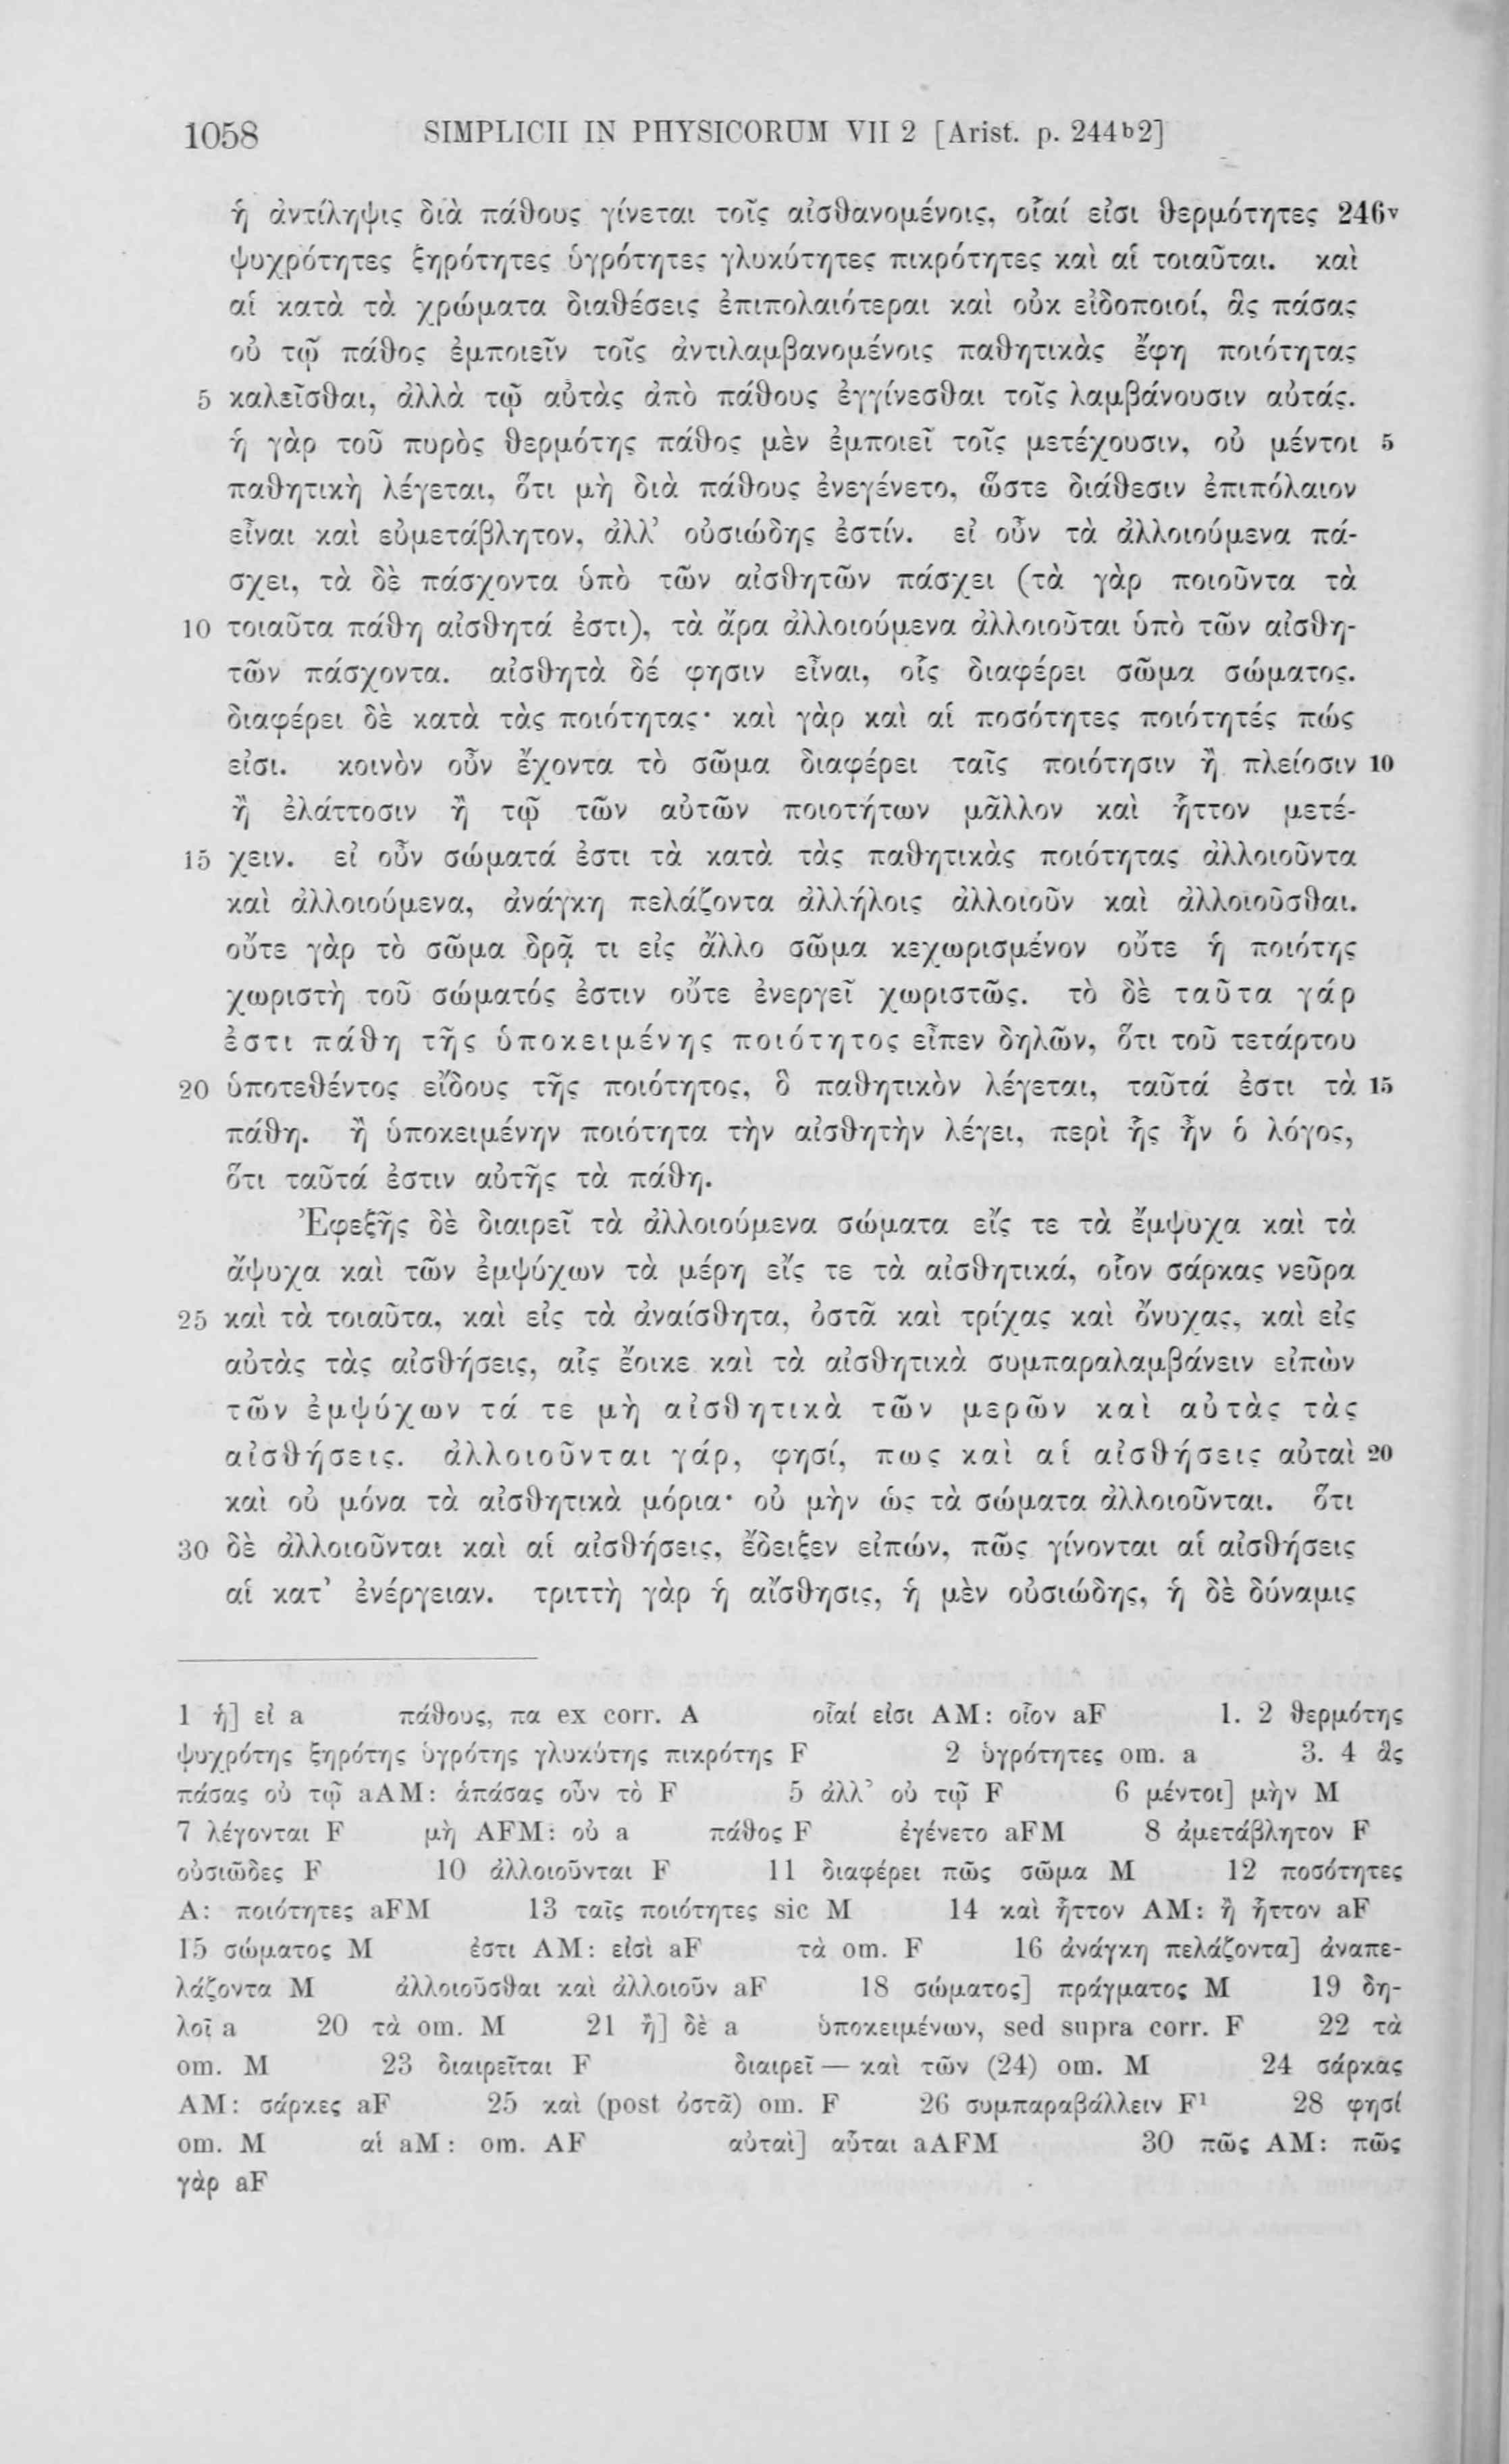 1058 SIMPLICII IN PHYSICORUM VII 2 [Arist. p. 244b2]
ἡ ἀντίληψις διὰ πάθους γίνεται τοῖς αἰσθανομένοις, οἷαί εἰσι θερμότητες 246v
ψυχρότητες ξηρότητες ὑγρότητες γλυκύτητες πικρότητες καὶ αἱ τοιαῦται. καὶ
αἱ κατὰ τὰ χρώματα διαθέσεις ἐπιπολαιότεραι καὶ οὐκ εἰδοποιοί, ἃς πάσας
οὐ τῷ πάθος ἐμποιεῖν τοῖς ἀντιλαμβανομένοις παθητικὰς ἔφη ποιότητας
5 καλεῖσθαι, ἀλλὰ τῷ αὐτὰς ἀπὸ πάθους ἐγγίνεσθαι τοῖς λαμβάνουσιν αὐτάς.
ἡ γὰρ τοῦ πυρὸς θερμότης πάθος μὲν ἐμποιεῖ τοῖς μετέχουσιν, οὐ μέντοι 5
παθητικὴ λέγεται, ὅτι μὴ διὰ πάθους ἐνεγένετο, ὥστε διάθεσιν ἐπιπόλαιον
εἶναι καὶ εὐμετάβλητον, ἀλλ’ οὐσιώδης ἐστίν. εἰ οὖν τὰ ἀλλοιούμενα πά-
σχει, τὰ δὲ πάσχοντα ὑπὸ τῶν αἰσθητῶν πάσχει (τὰ γὰρ ποιοῦντα τὰ
10 τοιαῦτα πάθη αἰσθητά ἐστι), τὰ ἄρα ἀλλοιούμενα ἀλλοιοῦται ὑπὸ τῶν αἰσθη-
τῶν πάσχοντα. αἰσθητὰ δέ φησιν εἶναι, οἷς διαφέρει σῶμα σώματος.
διαφέρει δὲ κατὰ τὰς ποιότητας· καὶ γὰρ καὶ αἱ ποσότητες ποιότητές πώς
εἰσι. κοινὸν οὖν ἔχοντα τὸ σῶμα διαφέρει ταῖς ποιότησιν ἢ πλείοσιν 10
ἢ ἐλάττοσιν ἢ τῷ τῶν αὐτῶν ποιοτήτων μᾶλλον καὶ ἧττον μετέ-
15 χειν. εἰ οὖν σώματά ἐστι τὰ κατὰ τὰς παθητικὰς ποιότητας ἀλλοιοῦντα
καὶ ἀλλοιούμενα, ἀνάγκη πελάζοντα ἀλλήλοις ἀλλοιοῦν καὶ ἀλλοιοῦσθαι.
οὔτε γὰρ τὸ σῶμα δρᾷ τι εἰς ἄλλο σῶμα κεχωρισμένον οὔτε ἡ ποιότης
χωριστὴ τοῦ σώματός ἐστιν οὔτε ἐνεργεῖ χωριστῶς. τὸ δὲ ταῦτα γάρ
ἐστι πάθη τῆς ὑποκειμένης ποιότητος εἶπεν δηλῶν, ὅτι τοῦ τετάρτου
20 ὑποτεθέντος εἴδους τῆς ποιότητος, ὃ παθητικὸν λέγεται, ταῦτά ἐστι τὰ 15
πάθη. ἢ ὑποκειμένην ποιότητα τὴν αἰσθητὴν λέγει, περὶ ἧς ἦν ὁ λόγος,
ὅτι ταῦτά ἐστιν αὐτῆς τὰ πάθη.
Ἐφεξῆς δὲ διαιρεῖ τὰ ἀλλοιούμενα σώματα εἴς τε τὰ ἔμψυχα καὶ τὰ
ἄψυχα καὶ τῶν ἐμψύχων τὰ μέρη εἴς τε τὰ αἰσθητικά, οἷον σάρκας νεῦρα
25 καὶ τὰ τοιαῦτα, καὶ εἰς τὰ ἀναίσθητα, ὀστᾶ καὶ τρίχας καὶ ὄνυχας, καὶ εἰς
αὐτὰς τὰς αἰσθήσεις, αἷς ἔοικε καὶ τὰ αἰσθητικὰ συμπαραλαμβάνειν εἰπὼν
τῶν ἐμψύχων τά τε μὴ αἰσθητικὰ τῶν μερῶν καὶ αὐτὰς τὰς
αἰσθήσεις. ἀλλοιοῦνται γάρ, φησί, πως καὶ αἱ αἰσθήσεις αὐταὶ 20
καὶ οὐ μόνα τὰ αἰσθητικὰ μόρια· οὐ μὴν ὡς τὰ σώματα ἀλλοιοῦνται. ὅτι
30 δὲ ἀλλοιοῦνται καὶ αἱ αἰσθήσεις, ἔδειξεν εἰπών, πῶς γίνονται αἱ αἰσθήσεις
αἱ κατ’ ἐνέργειαν. τριττὴ γὰρ ἡ αἴσθησις, ἡ μὲν οὐσιώδης, ἡ δὲ δύναμις
1 ἡ] εἰ a πάθους, πα ex corr. A οἷαί εἰσι AM: οἷον aF 1. 2 θερμότης
ψυχρότης ξηρότης ὑγρότης γλυκύτης πικρότης F 2 ὑγρότητες om. a 3. 4 ἃς
πάσας οὐ τῷ aAM: ἁπάσας οὖν τὸ F 5 ἀλλ’ οὐ τῷ F 6 μέντοι] μὴν M
7 λέγονται F μὴ AFM: οὐ a πάθος F ἐγένετο aFM 8 ἀμετάβλητον F
οὐσιῶδες F 10 ἀλλοιοῦνται F 11 διαφέρει πῶς σῶμα M 12 ποσότητες
A: ποιότητες aFM 13 ταῖς ποιότητες sic M 14 καὶ ἧττον AM: ἢ ἧττον aF
15 σώματος M ἐστι AM: εἰσὶ aF τὰ om. F 16 ἀνάγκη πελάζοντα] ἀναπε-
λάζοντα M ἀλλοιοῦσθαι καὶ ἀλλοιοῦν aF 18 σώματος] πράγματος M 19 δη-
λοῖ a 20 τὰ om. M 21 ἢ] δὲ a ὑποκειμένων, sed supra corr. F 22 τὰ
om. M 23 διαιρεῖται F διαιρεῖ — καὶ τῶν (24) om. M 24 σάρκας
AM: σάρκες aF 25 καὶ (post ὀστᾶ) om. F 26 συμπαραβάλλειν F¹ 28 φησί
om. M αἱ aM: om. AF αὐταὶ] αὗται aAFM 30 πῶς AM: πῶς
γὰρ aF